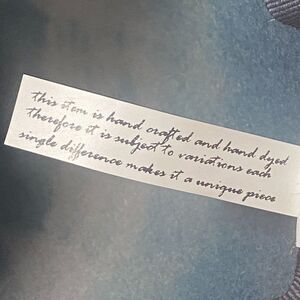 this item is hand crafted and hand dyed
therefore it is subject to variations each
single difference makes it a unique piece